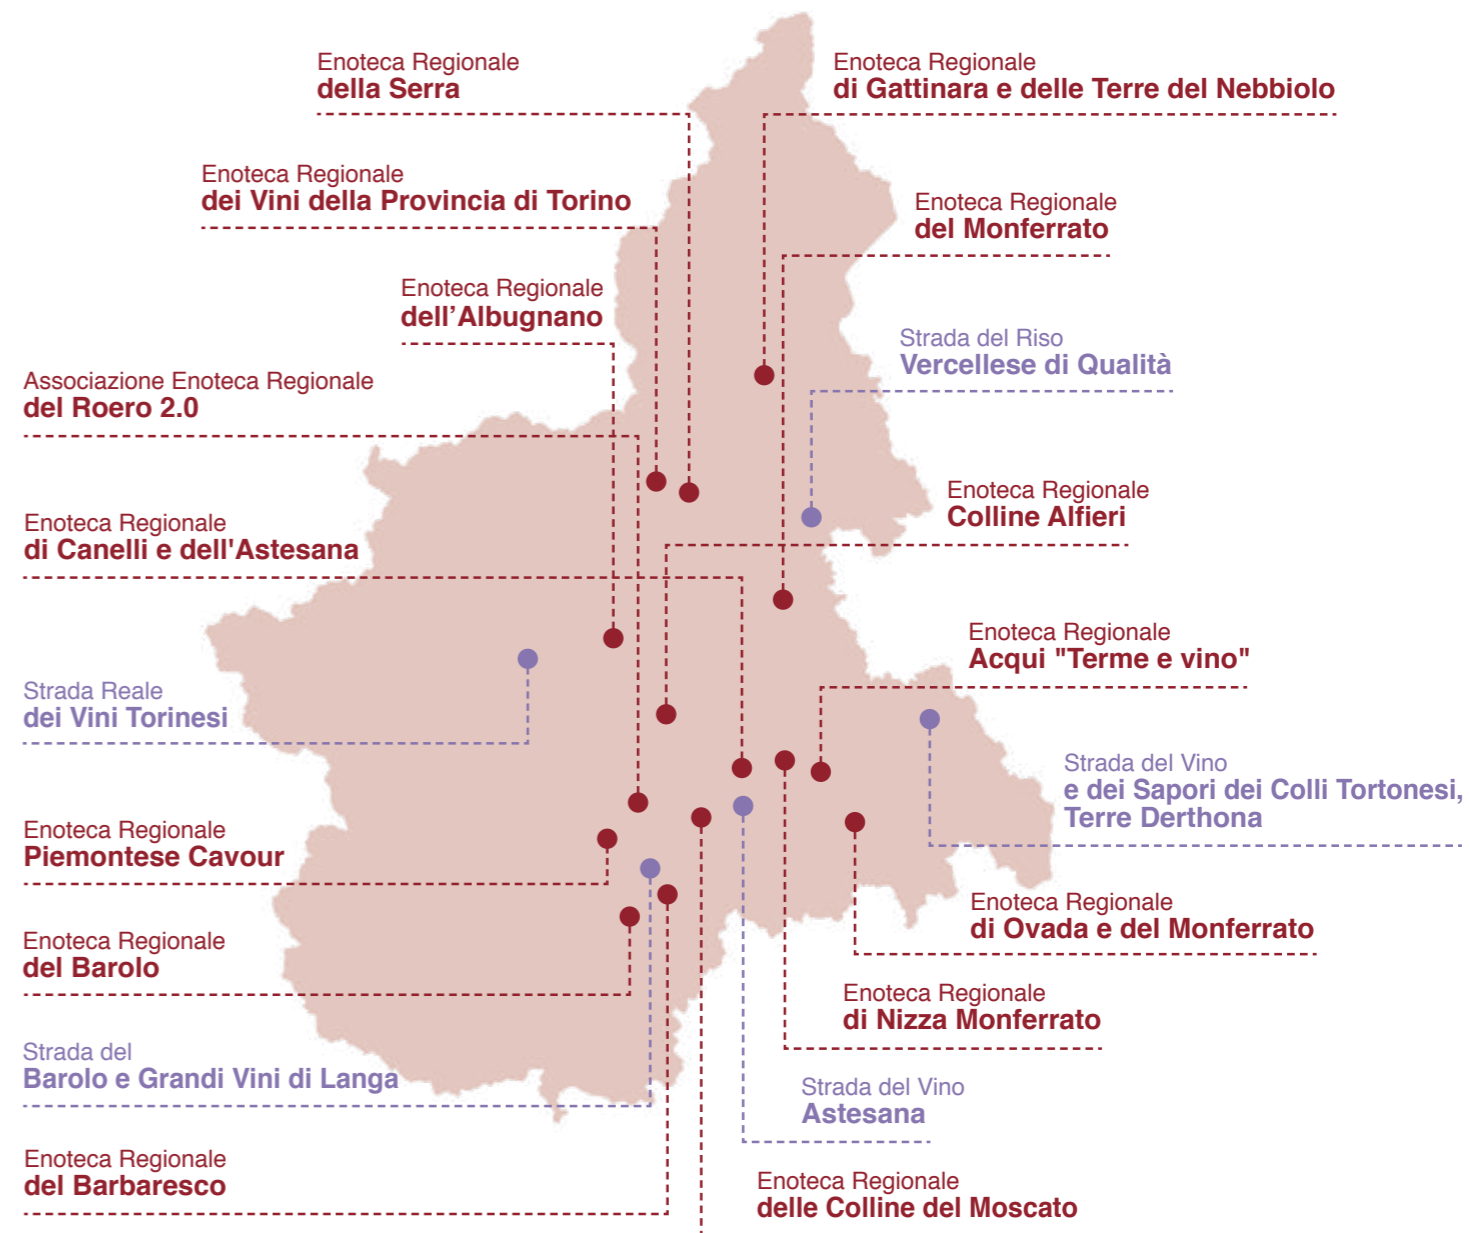 Enoteca Regionale
della Serra
Enoteca Regionale
di Gattinara e delle Terre del Nebbiolo
Enoteca Regionale
dei Vini della Provincia di Torino
Enoteca Regionale
del Monferrato
Enoteca Regionale
dell’Albugnano
Strada del Riso
Vercellese di Qualità
Associazione Enoteca Regionale
del Roero 2.0
Enoteca Regionale
Colline Alfieri
Enoteca Regionale
di Canelli e dell'Astesana
Enoteca Regionale
Acqui "Terme e vino"
Strada Reale
dei Vini Torinesi
Strada del Vino
e dei Sapori dei Colli Tortonesi,
Terre Derthona
Enoteca Regionale
Piemontese Cavour
Enoteca Regionale
di Ovada e del Monferrato
Enoteca Regionale
del Barolo
Enoteca Regionale
di Nizza Monferrato
Strada del
Barolo e Grandi Vini di Langa
Strada del Vino
Astesana
Enoteca Regionale
del Barbaresco
Enoteca Regionale
delle Colline del Moscato